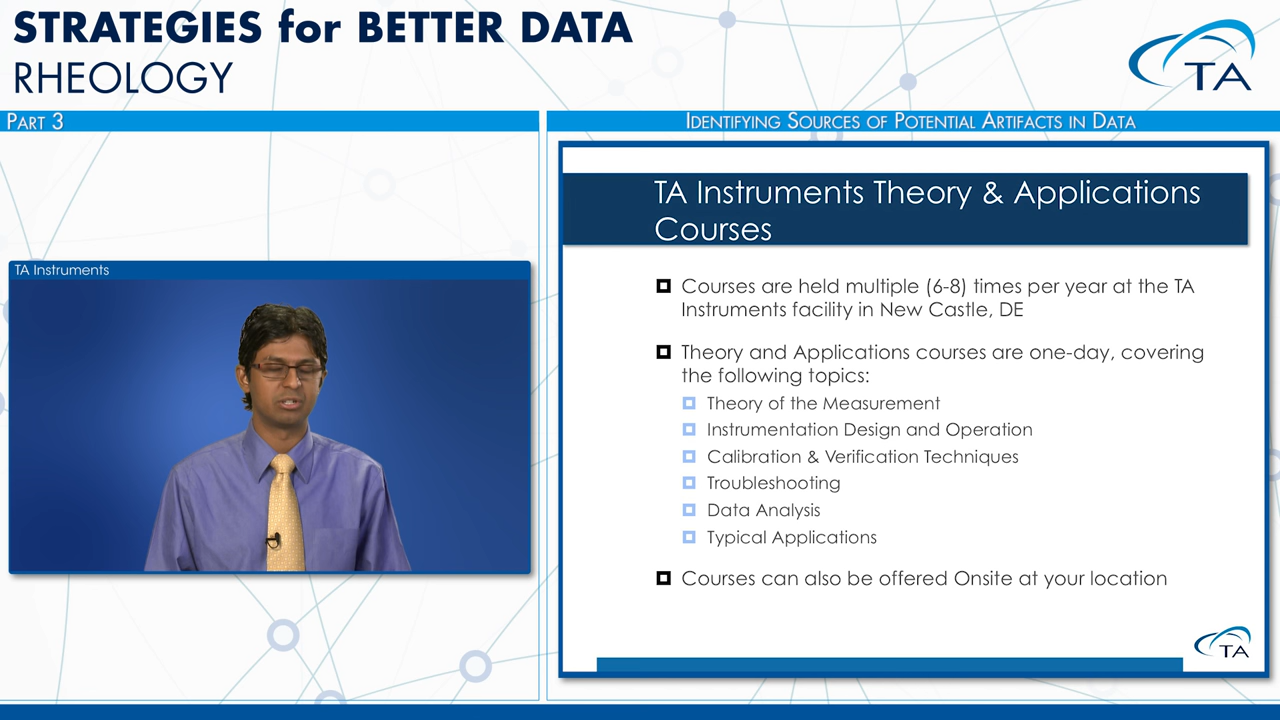 STRATEGIES for BETTER DATA
RHEOLOGY
TA
PART 3
IDENTIFYING SOURCES OF POTENTIAL ARTIFACTS IN DATA
TA Instruments
TA Instruments Theory & Applications
Courses
Courses are held multiple (6-8) times per year at the TA
Instruments facility in New Castle, DE
Theory and Applications courses are one-day, covering
the following topics:
Theory of the Measurement
Instrumentation Design and Operation
Calibration & Verification Techniques
Troubleshooting
Data Analysis
Typical Applications
Courses can also be offered Onsite at your location
TA